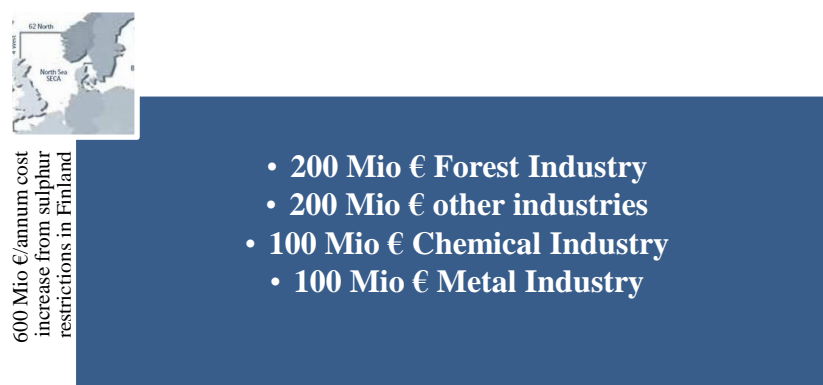 62 North
North Sea
SECA
600 Mio €/annum cost
increase from sulphur
restrictions in Finland
• 200 Mio € Forest Industry
• 200 Mio € other industries
• 100 Mio € Chemical Industry
• 100 Mio € Metal Industry